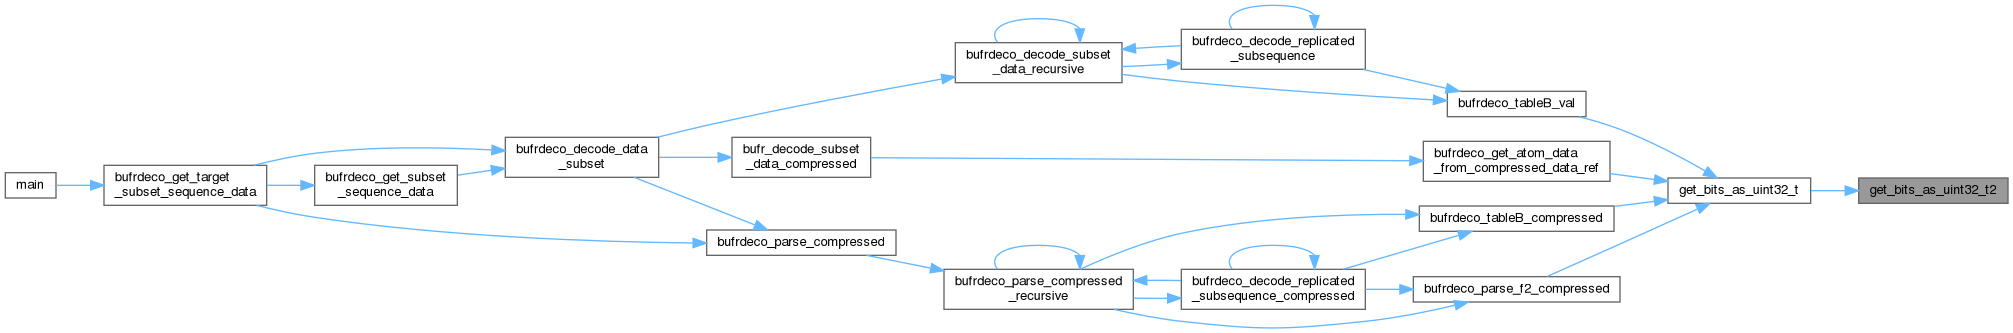 main
bufrdeco_get_target
_subset_sequence_data
bufrdeco_get_subset
_sequence_data
bufrdeco_decode_data
_subset
bufr_decode_subset
_data_compressed
bufrdeco_parse_compressed
bufrdeco_decode_subset
_data_recursive
bufrdeco_parse_compressed
_recursive
bufrdeco_decode_replicated
_subsequence
bufrdeco_decode_replicated
_subsequence_compressed
bufrdeco_tableB_val
bufrdeco_get_atom_data
_from_compressed_data_ref
bufrdeco_tableB_compressed
bufrdeco_parse_f2_compressed
get_bits_as_uint32_t
get_bits_as_uint32_t2